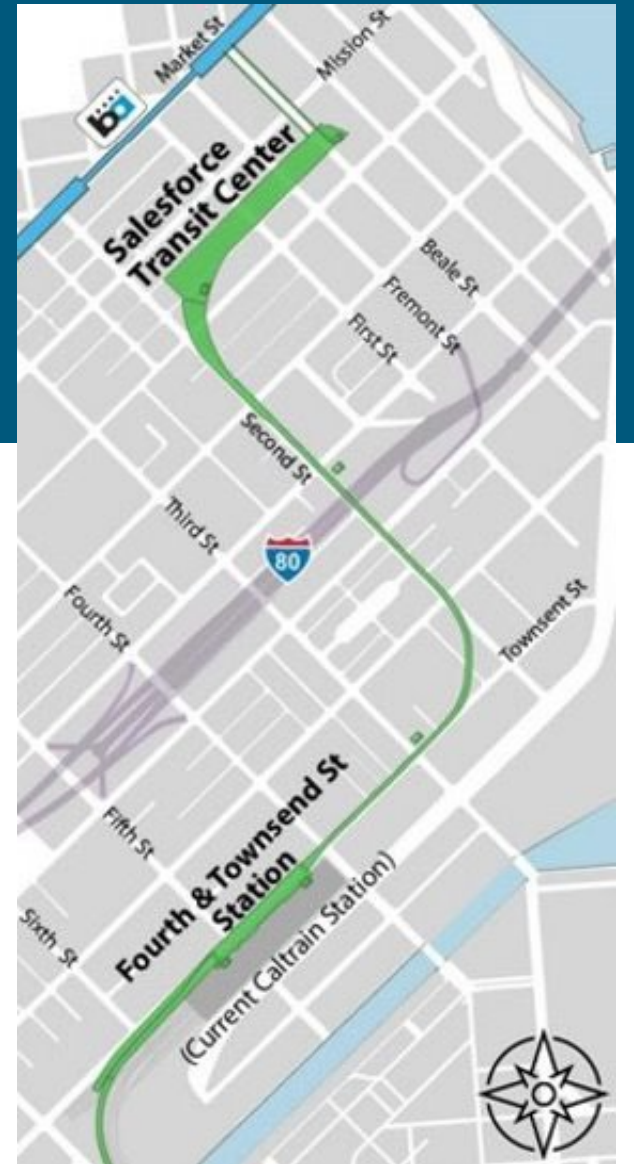 Market St
Mission St
ba
Salesforce
Transit Center
Beale St
Fremont St
First St
Second St
Third St
80
Fourth St
Townsent St
Fifth St
Fourth & Townsend St
Station
(Current Caltrain Station)
Sixth St